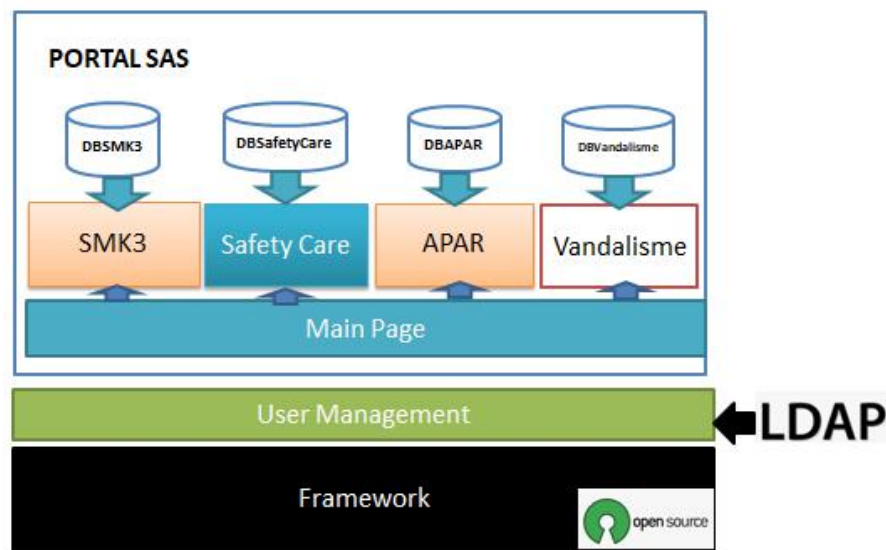 PORTAL SAS
DBSMK3
DBSafetyCare
DBAPAR
DBVandalisme
SMK3
Safety Care
APAR
Vandalisme
Main Page
User Management
LDAP
Framework
open source